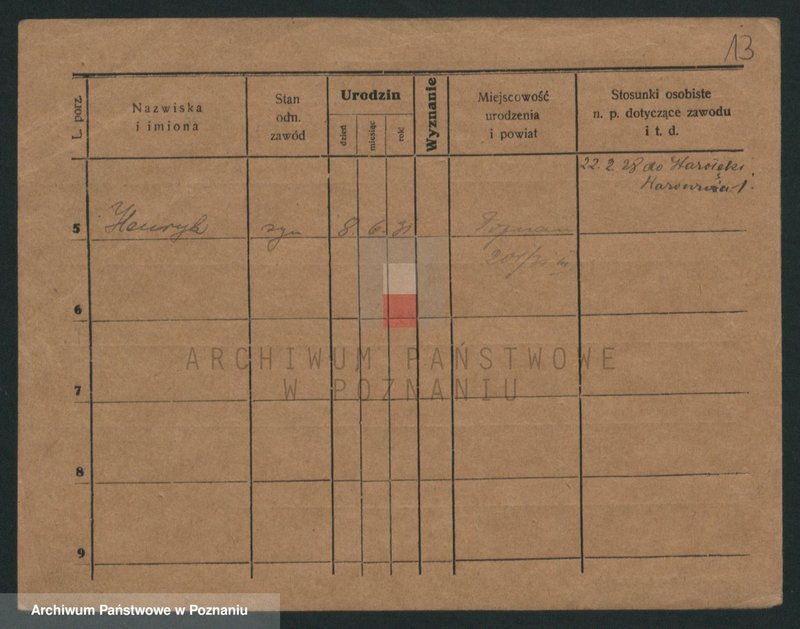 13
L. porz.
Nazwiska
i imiona
Stan
odn.
zawód
Urodzin
dzień
miesiąc
rok
Wyznanie
Miejscowość
urodzenia
i powiat
Stosunki osobiste
n. p. dotyczące zawodu
i t. d.
22. 2. 28 do
5 Henryk syn 8. 6. 31 Poznań
6
ARCHIWUM PAŃSTWOWE
W POZNANIU
7
8
9
Archiwum Państwowe w Poznaniu